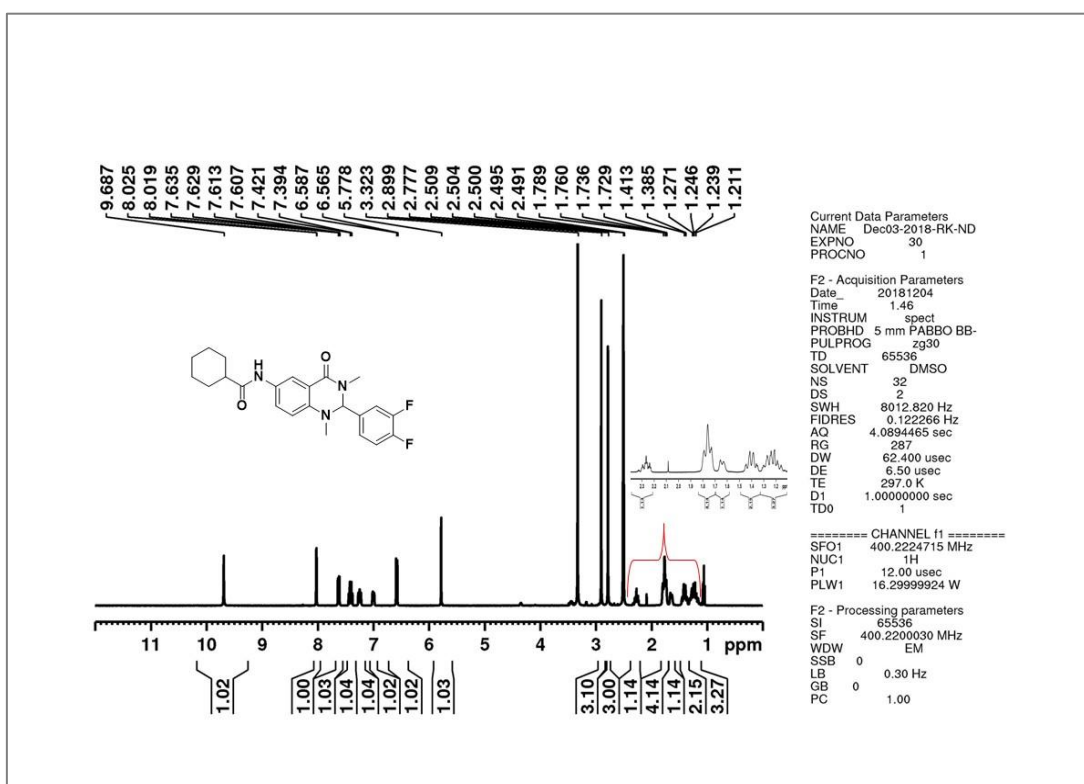 9.687
8.025
8.019
7.635
7.629
7.613
7.607
7.421
7.394
6.587
6.565
5.778
3.323
2.899
2.777
2.509
2.504
2.500
2.495
2.491
1.789
1.760
1.736
1.729
1.413
1.385
1.271
1.246
1.239
1.211
H
N
O
O
N
N
F
F
11 10 9 8 7 6 5 4 3 2 1 ppm
1.02
1.00
1.03
1.04
1.04
1.02
1.02
1.03
3.10
3.00
1.14
4.14
1.14
2.15
3.27
Current Data Parameters
NAME Dec03-2018-RK-ND
EXPNO 30
PROCNO 1
F2 - Acquisition Parameters
Date_ 20181204
Time 1.46
INSTRUM spect
PROBHD 5 mm PABBO BB-
PULPROG zg30
TD 65536
SOLVENT DMSO
NS 32
DS 2
SWH 8012.820 Hz
FIDRES 0.122266 Hz
AQ 4.0894465 sec
RG 287
DW 62.400 usec
DE 6.50 usec
TE 297.0 K
D1 1.00000000 sec
TD0 1
======== CHANNEL f1 ========
SFO1 400.2224715 MHz
NUC1 1H
P1 12.00 usec
PLW1 16.29999924 W
F2 - Processing parameters
SI 65536
SF 400.2200030 MHz
WDW EM
SSB 0
LB 0.30 Hz
GB 0
PC 1.00